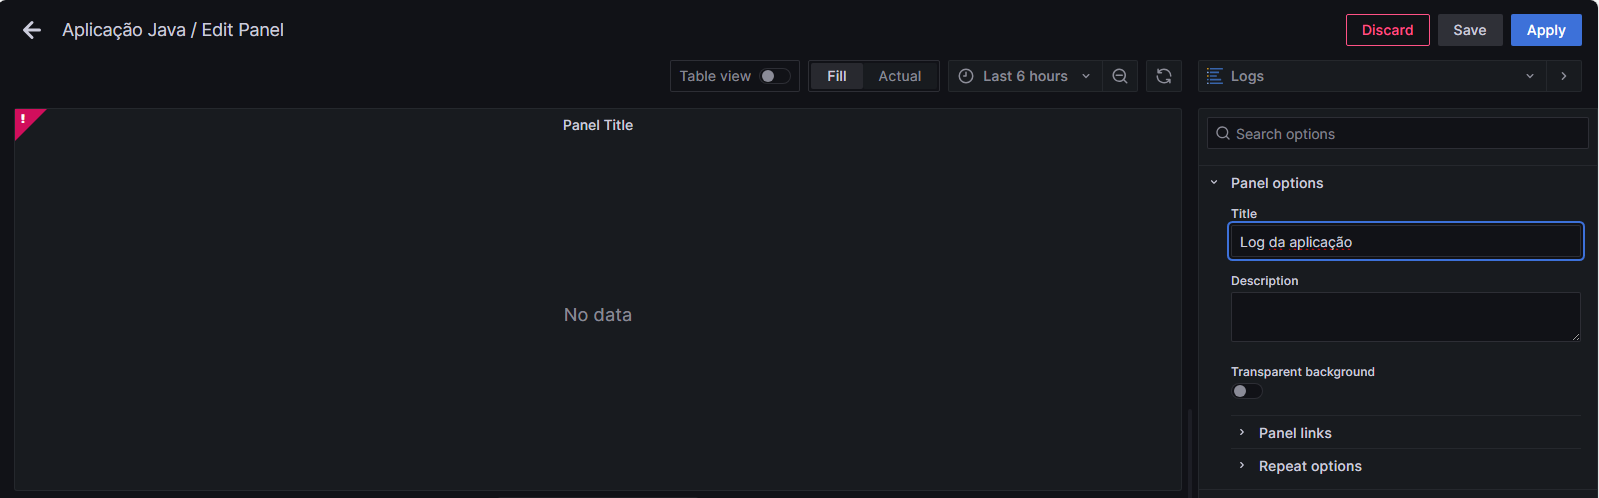 Aplicação Java / Edit Panel
Discard
Save
Apply
Table view
Fill
Actual
Last 6 hours
Logs
!
Panel Title
No data
Search options
Panel options
Title
Log da aplicação
Description
Transparent background
Panel links
Repeat options